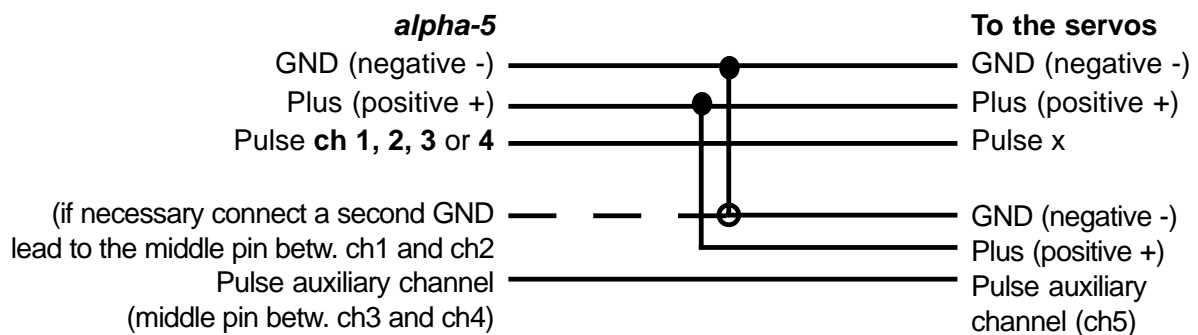 alpha-5
GND (negative -)
Plus (positive +)
Pulse ch 1, 2, 3 or 4
(if necessary connect a second GND
lead to the middle pin betw. ch1 and ch2
Pulse auxiliary channel
(middle pin betw. ch3 and ch4)
To the servos
GND (negative -)
Plus (positive +)
Pulse x
GND (negative -)
Plus (positive +)
Pulse auxiliary
channel (ch5)